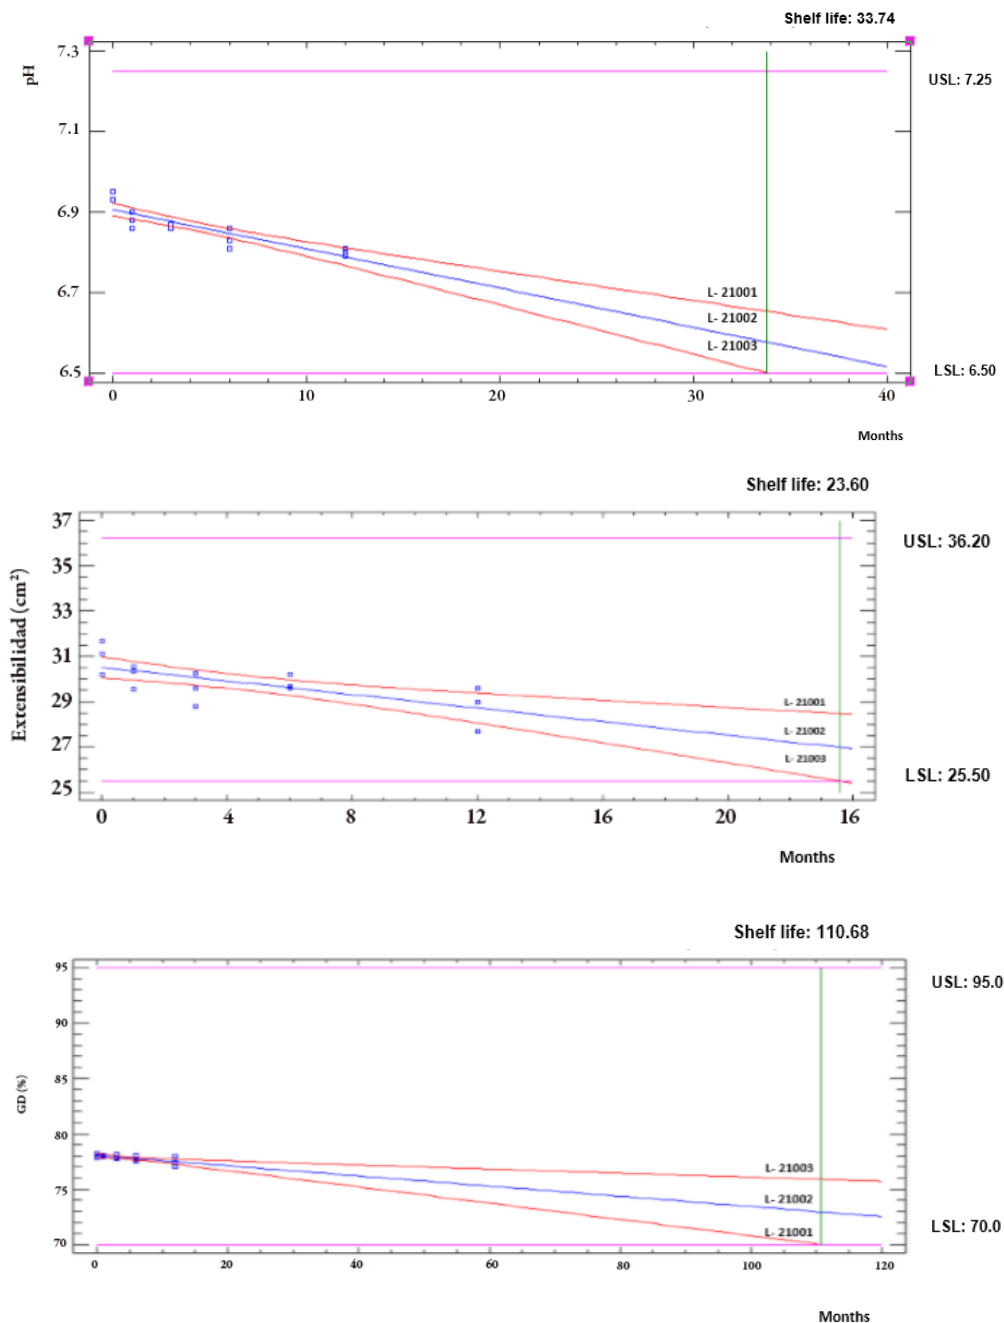 Shelf life: 33.74
7.3
pH
USL: 7.25
7.1
6.9
6.7
L- 21001
L- 21002
L- 21003
6.5
LSL: 6.50
0 10 20 30 40
Months
Shelf life: 23.60
37
USL: 36.20
35
33
Extensibilidad (cm²)
31
29
L- 21001
L- 21002
27
L- 21003
LSL: 25.50
25
0 4 8 12 16 20 16
Months
Shelf life: 110.68
95
USL: 95.0
90
85
GD (%)
80
L- 21003
75
L- 21002
L- 21001
LSL: 70.0
70
0 20 40 60 80 100 120
Months